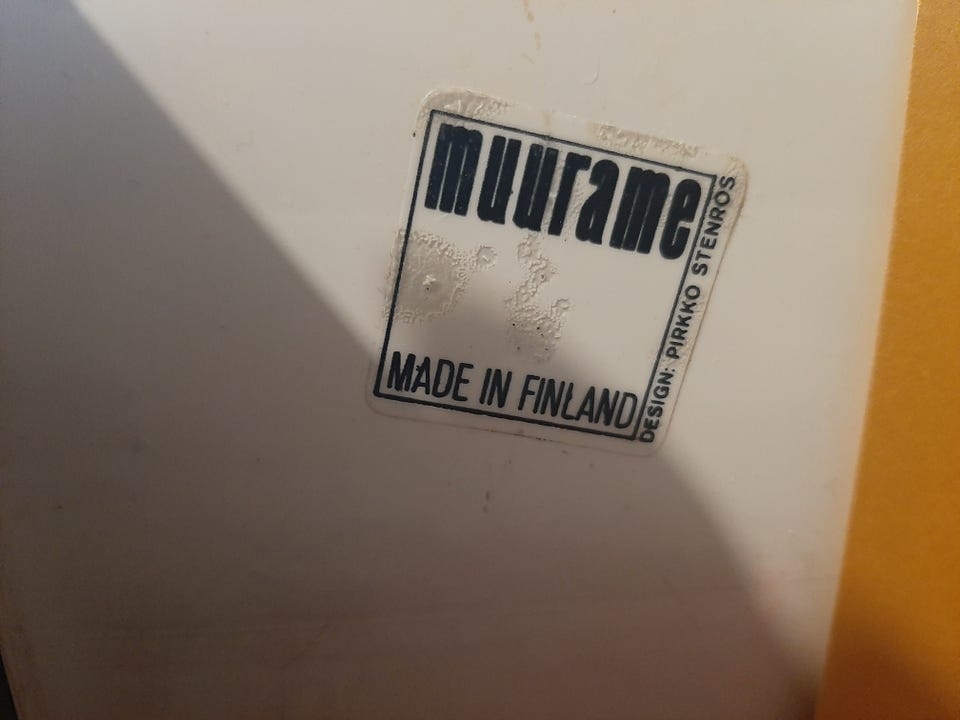 muurame
MADE IN FINLAND
DESIGN: PIRKKO STENROS